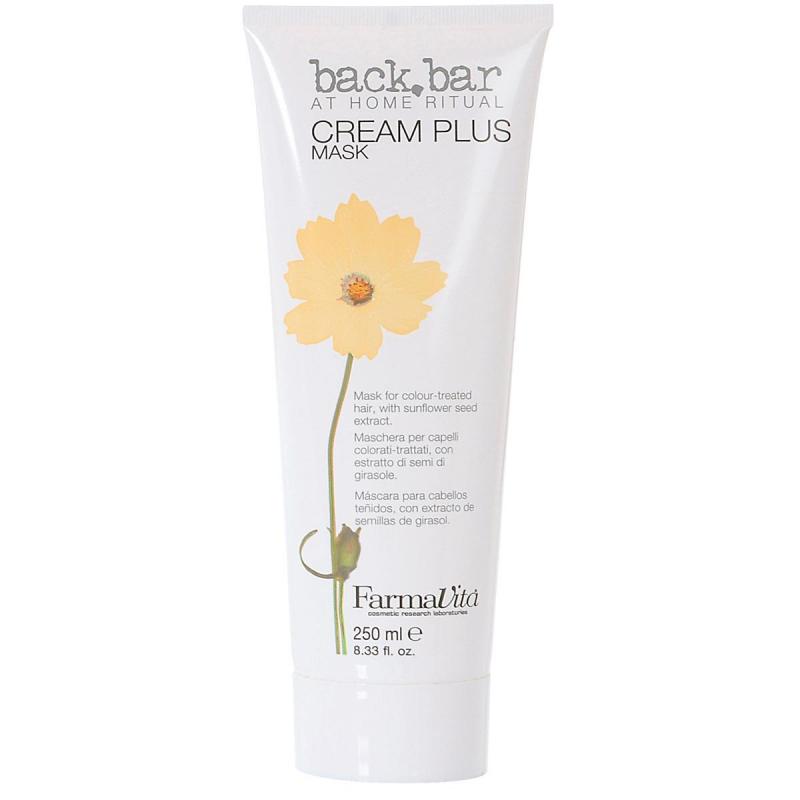 back.bar
AT HOME RITUAL
CREAM PLUS
MASK
Mask for colour-treated
hair, with sunflower seed
extract.
Maschera per capelli
colorati-trattati, con
estratto di semi di
girasole.
Máscara para cabellos
teñidos, con extracto de
semillas de girasol.
FarmaVita
cosmetic research laboratories
250 ml ℮
8.33 fl. oz.